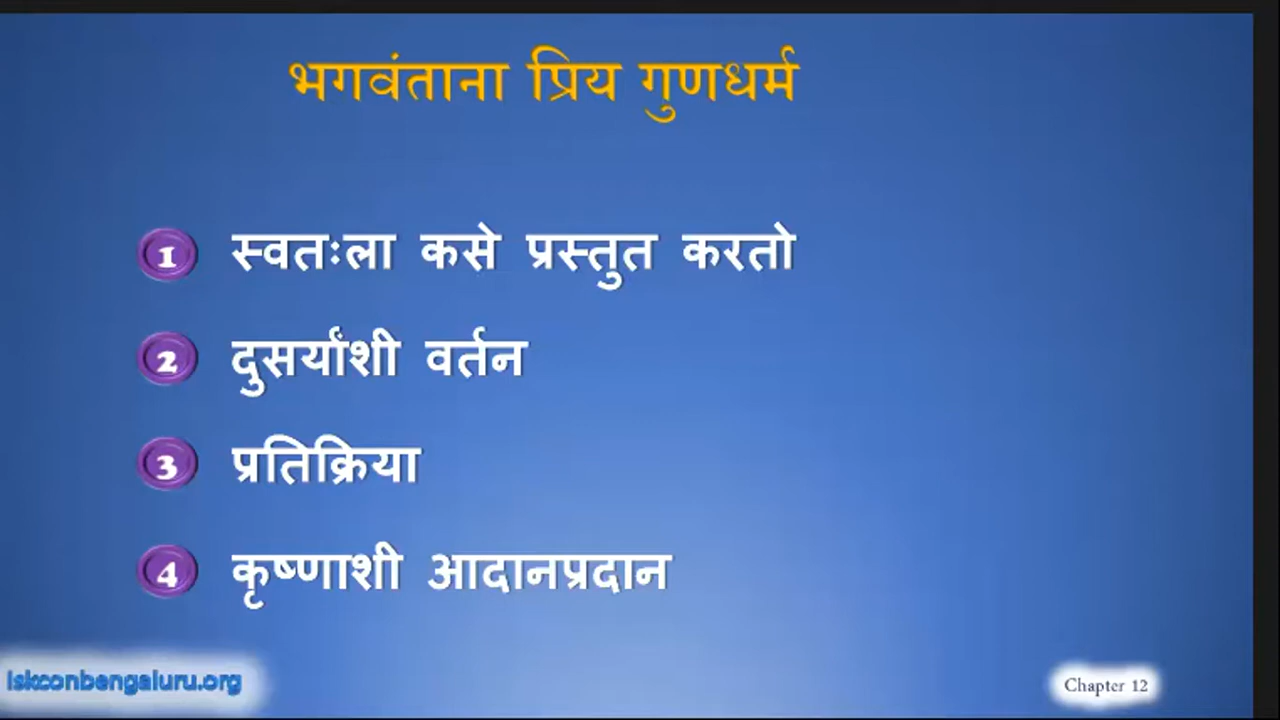 भगवंताना प्रिय गुणधर्म
1 स्वतःला कसे प्रस्तुत करतो
2 दुसर्यांशी वर्तन
3 प्रतिक्रिया
4 कृष्णाशी आदानप्रदान
Iskconbengaluru.org
Chapter 12